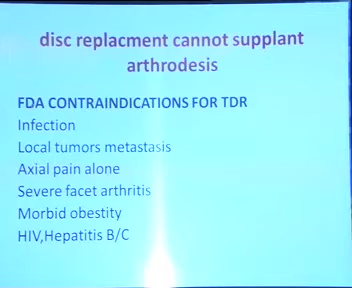 disc replacment cannot supplant
arthrodesis
FDA CONTRAINDICATIONS FOR TDR
Infection
Local tumors metastasis
Axial pain alone
Severe facet arthritis
Morbid obestity
HIV,Hepatitis B/C